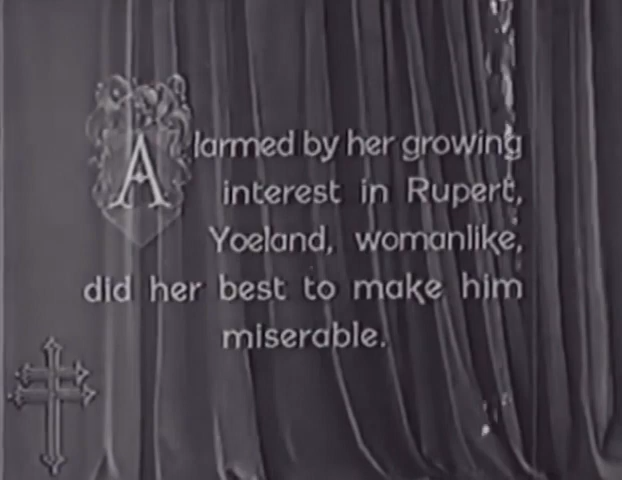 Alarmed by her growing
interest in Rupert,
Yoeland, womanlike,
did her best to make him
miserable.